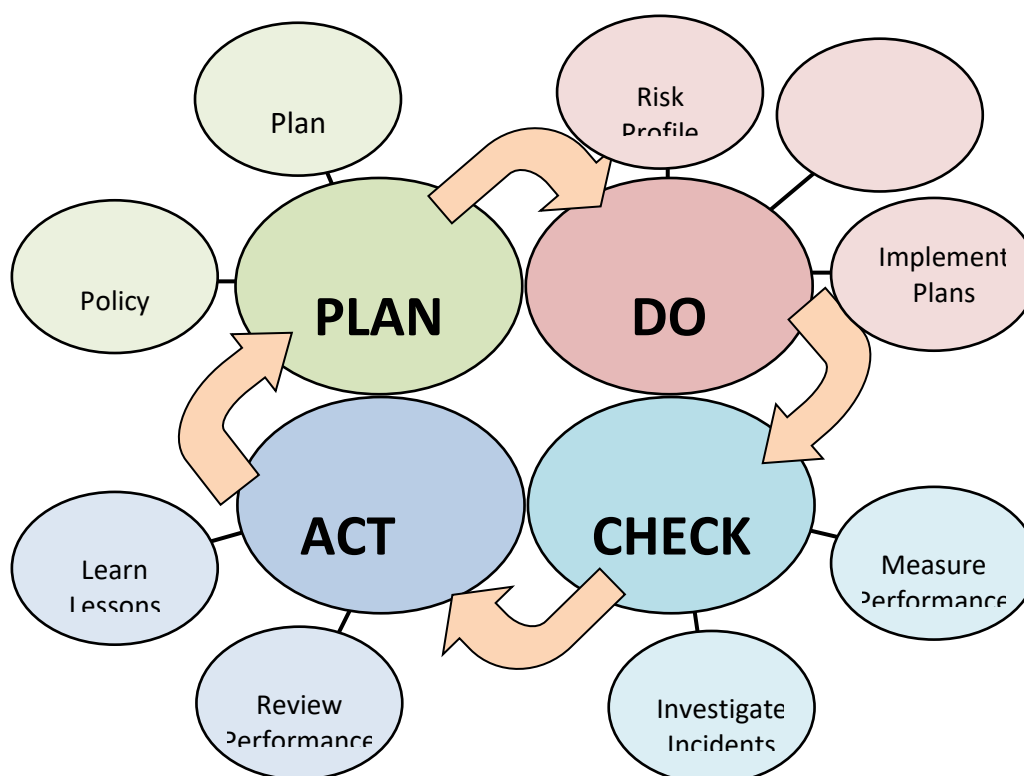 Plan
Risk
Profile
Policy
PLAN
DO
Implement
Plans
Learn
Lessons
ACT
CHECK
Measure
Performance
Review
Performance
Investigate
Incidents